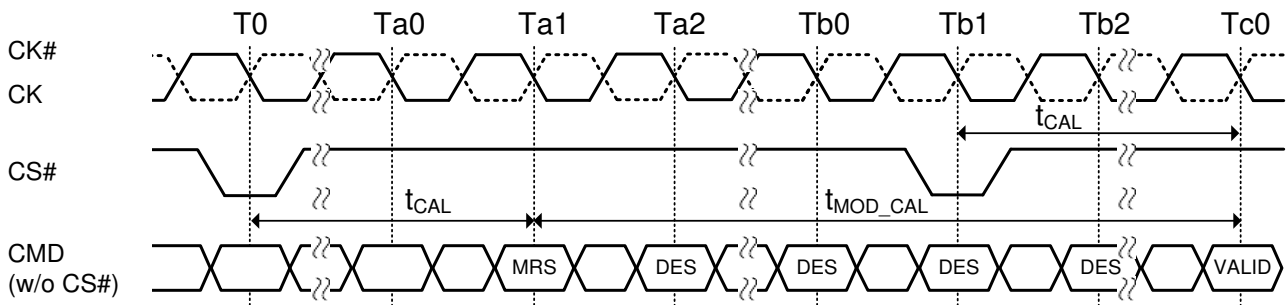 T0 Ta0 Ta1 Ta2 Tb0 Tb1 Tb2 Tc0
CK#
CK
tCAL
CS#
tCAL tMOD_CAL
CMD
(w/o CS#)
MRS DES DES DES DES VALID